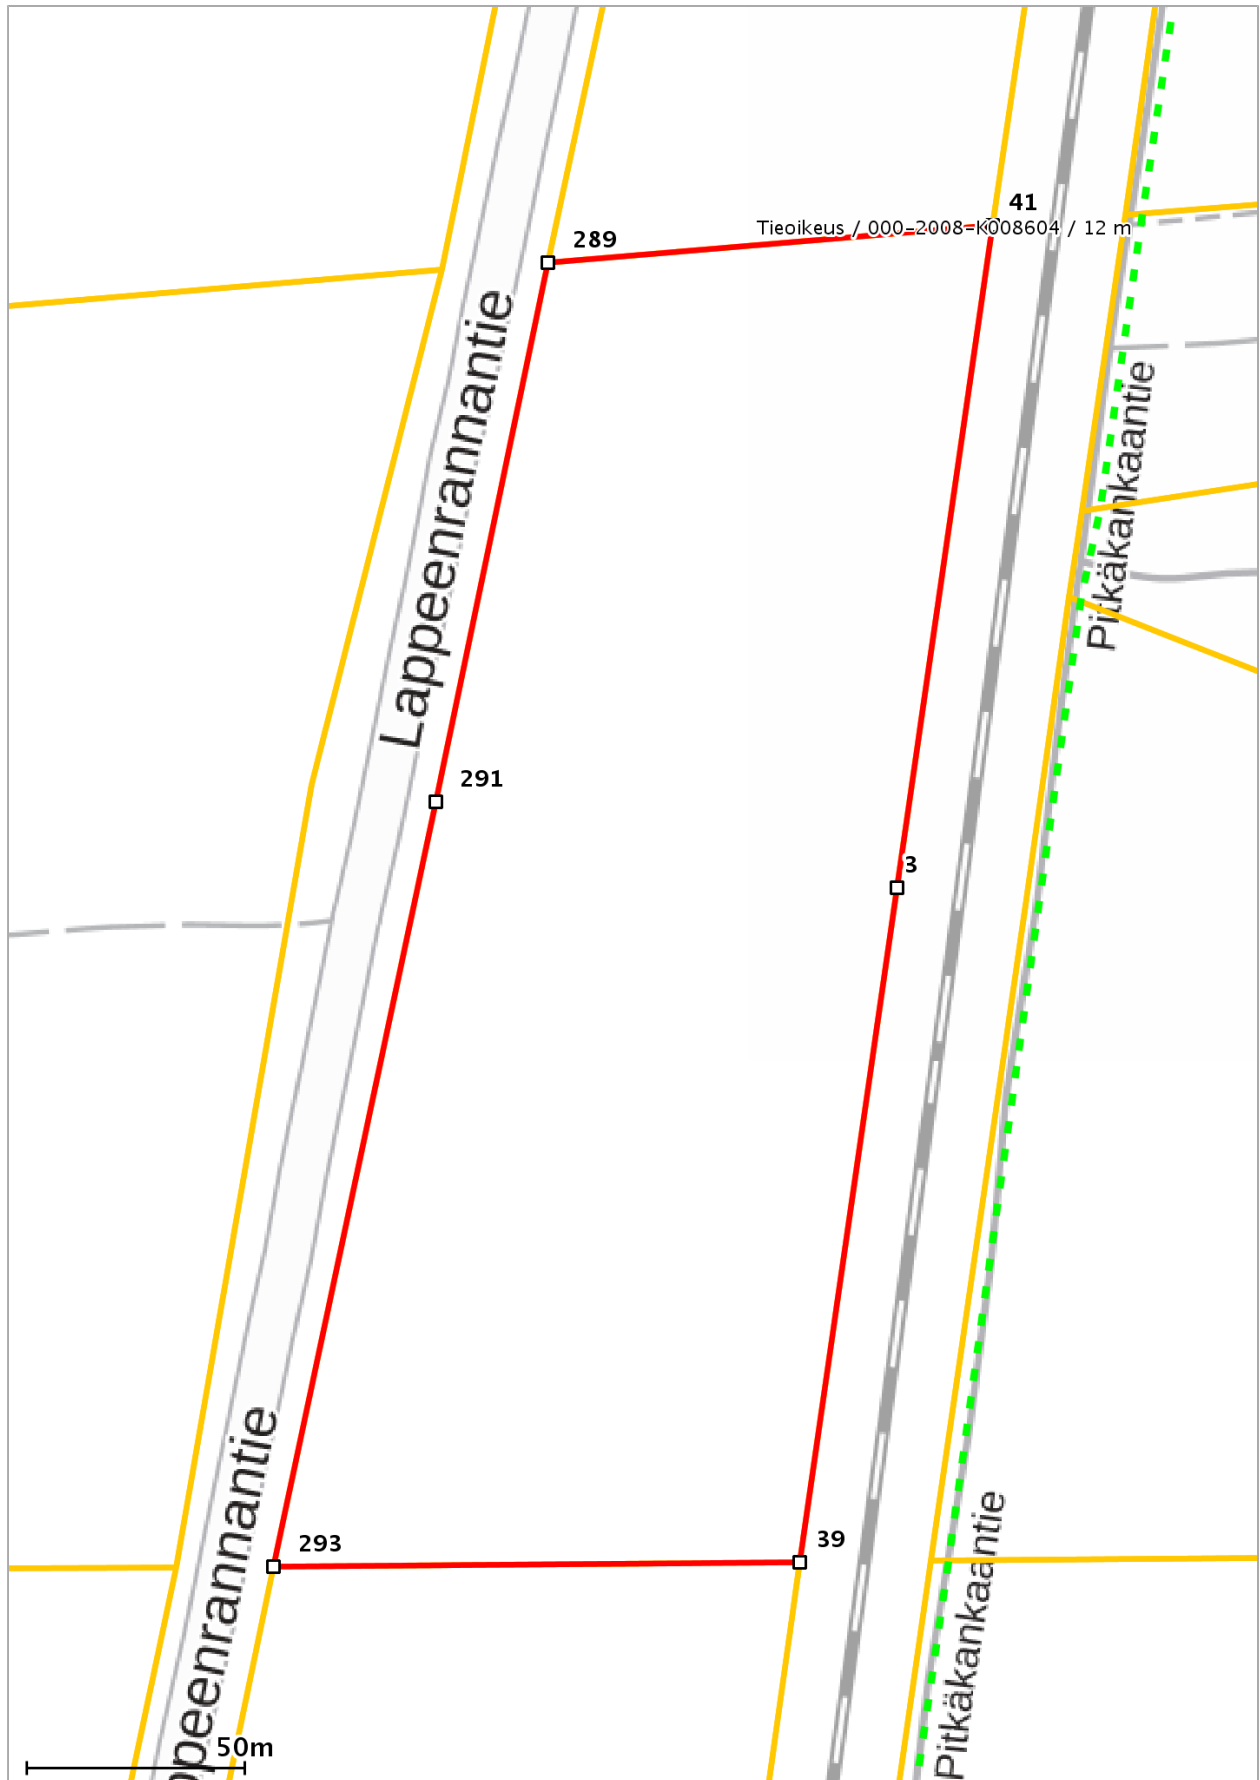 41
Tieoikeus / 000-2008-K008604 / 12 m
289
Lappeenrannantie
Pitkäkankaantie
291
3
293
39
ppeenrannantie
Pitkäkankaantie
50m